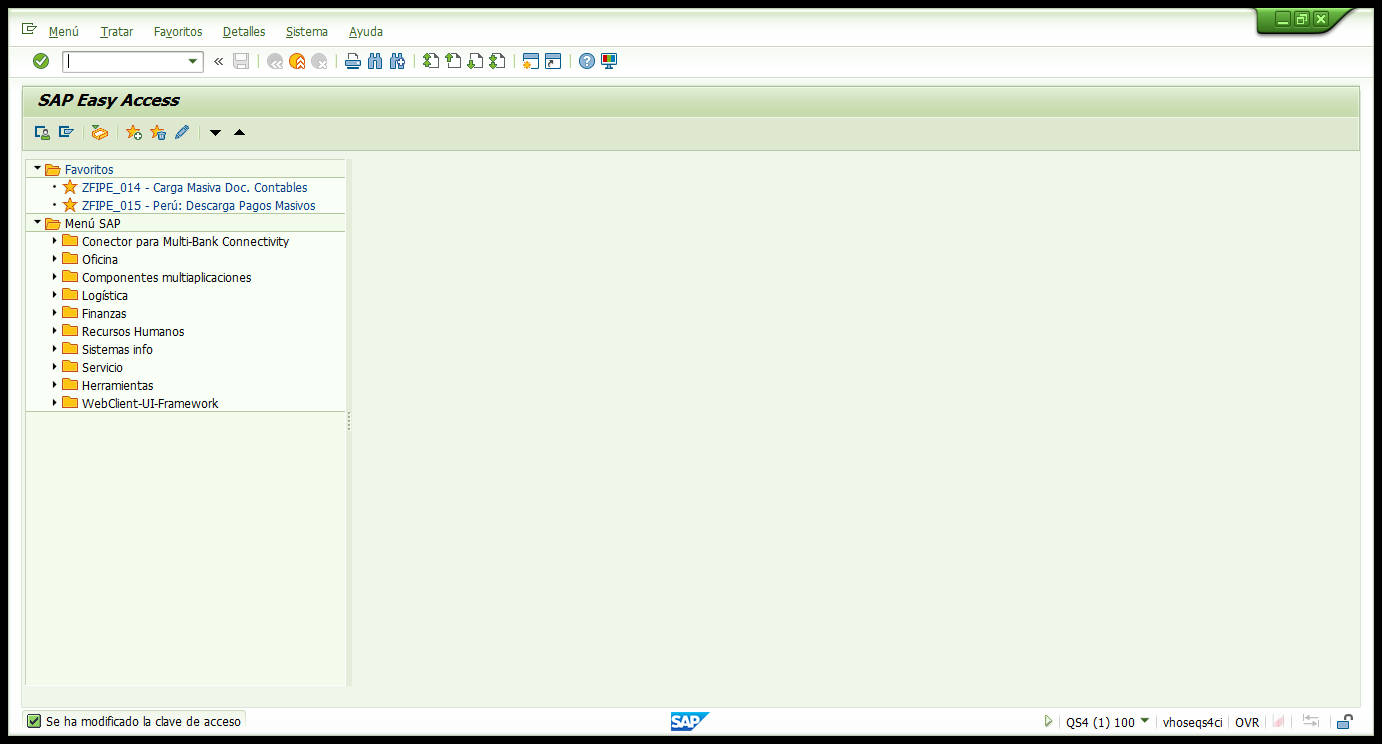 Menú Tratar Favoritos Detalles Sistema Ayuda
SAP Easy Access
Favoritos
ZFIPE_014 - Carga Masiva Doc. Contables
ZFIPE_015 - Perú: Descarga Pagos Masivos
Menú SAP
Conector para Multi-Bank Connectivity
Oficina
Componentes multiaplicaciones
Logística
Finanzas
Recursos Humanos
Sistemas info
Servicio
Herramientas
WebClient-UI-Framework
Se ha modificado la clave de acceso SAP QS4 (1) 100 vhoseqs4ci OVR